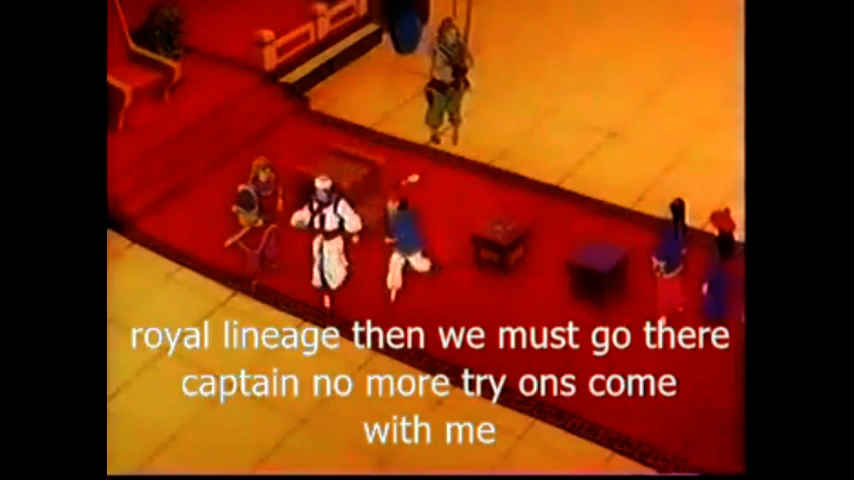 royal lineage then we must go there
captain no more try ons come
with me